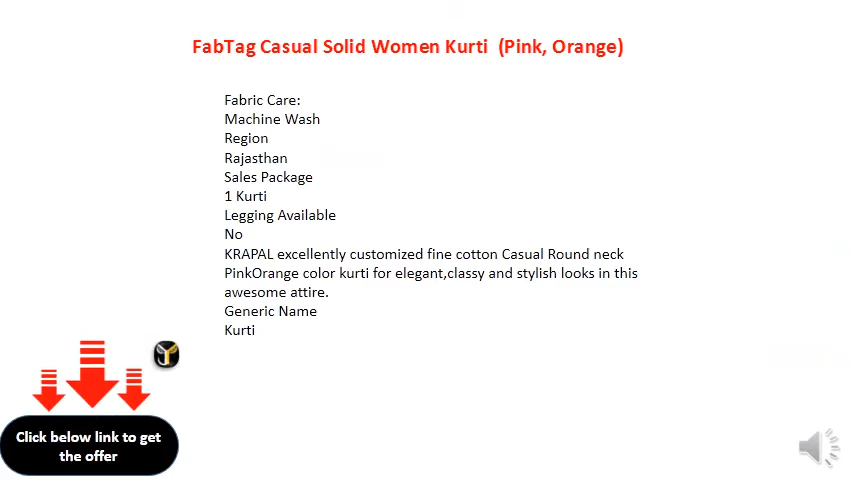 FabTag Casual Solid Women Kurti  (Pink, Orange)
Fabric Care:
Machine Wash
Region
Rajasthan
Sales Package
1 Kurti
Legging Available
No
KRAPAL excellently customized fine cotton Casual Round neck
PinkOrange color kurti for elegant,classy and stylish looks in this
awesome attire.
Generic Name
Kurti
Click below link to get
the offer